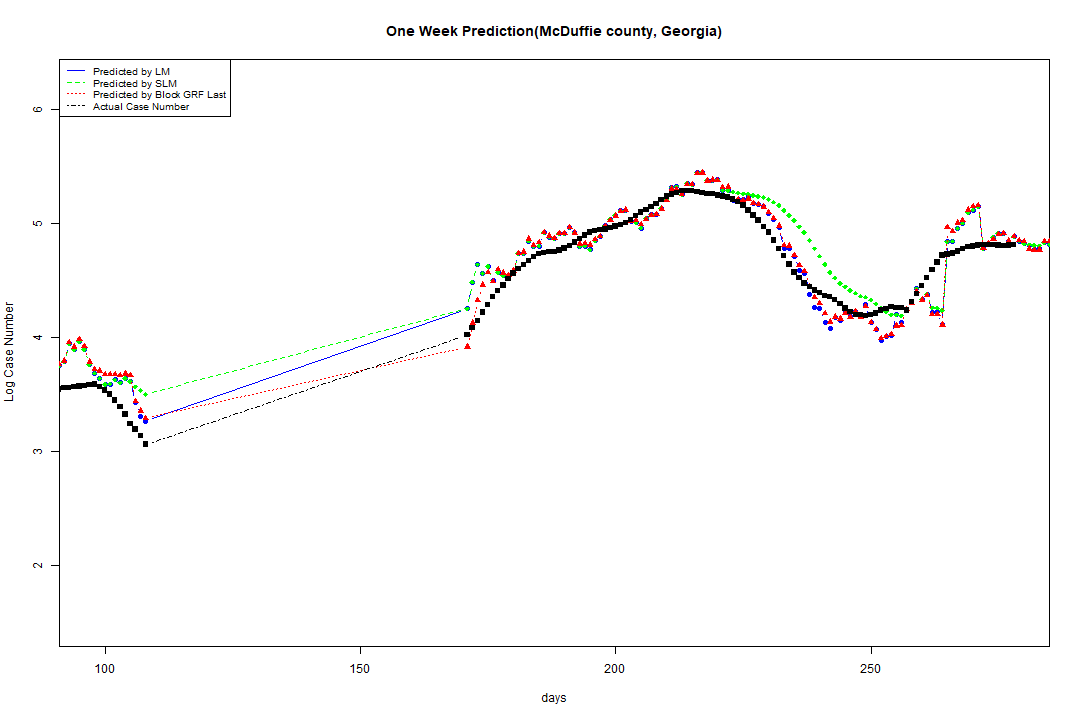 One Week Prediction(McDuffie county, Georgia)
Predicted by LM
Predicted by SLM
Predicted by Block GRF Last
Actual Case Number
6
5
4
3
2
Log Case Number
100 150 200 250
days